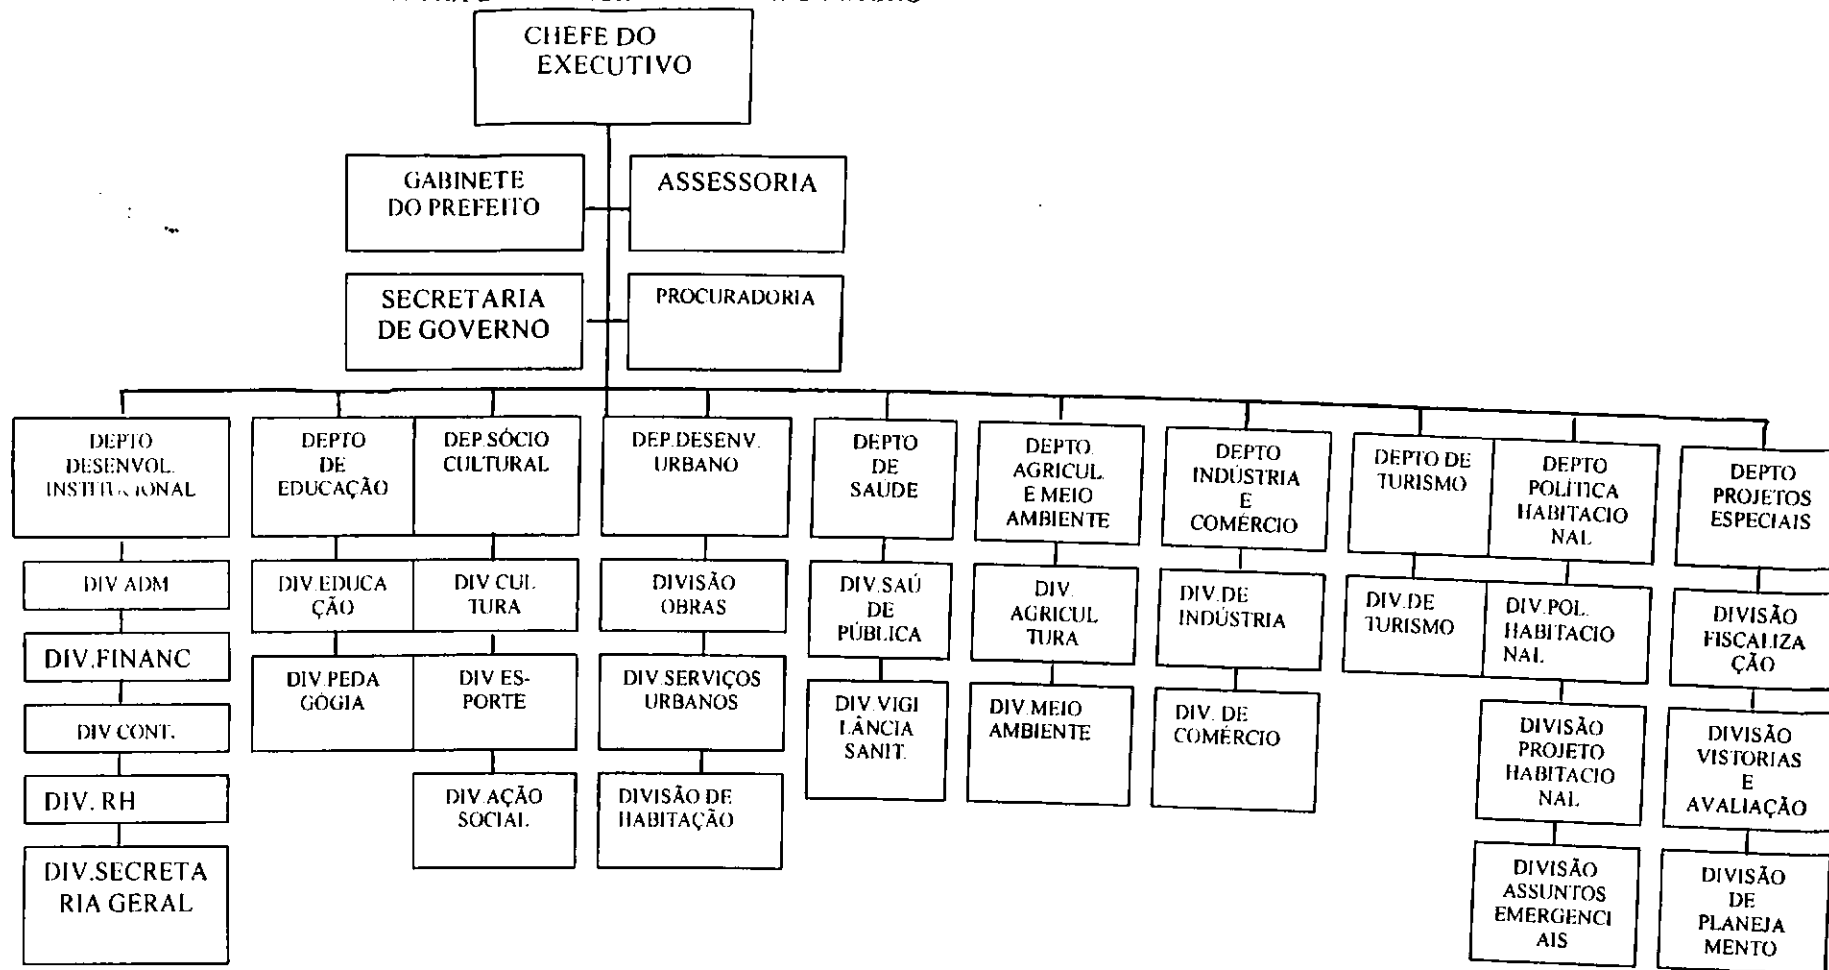 CHEFE DO
EXECUTIVO
GABINETE
DO PREFEITO
ASSESSORIA
SECRETARIA
DE GOVERNO
PROCURADORIA
DEPTO
DESENVOL.
INSTITUCIONAL
DIV ADM
DIV.FINANC
DIV CONT.
DIV. RH
DIV.SECRETA
RIA GERAL
DEPTO
DE
EDUCAÇÃO
DIV.EDUCA
ÇÃO
DIV.PEDA
GÓGIA
DEP.SÓCIO
CULTURAL
DIV CUL
TURA
DIV ES-
PORTE
DIV.AÇÃO
SOCIAL
DEP.DESENV.
URBANO
DIVISÃO
OBRAS
DIV.SERVIÇOS
URBANOS
DIVISÃO DE
HABITAÇÃO
DEPTO
DE
SAÚDE
DIV.SAÚ
DE
PÚBLICA
DIV.VIGI
LÂNCIA
SANIT.
DEPTO.
AGRICUL.
E MEIO
AMBIENTE
DIV.
AGRICUL
TURA
DIV.MEIO
AMBIENTE
DEPTO
INDÚSTRIA
E
COMÉRCIO
DIV.DE
INDÚSTRIA
DIV. DE
COMÉRCIO
DEPTO DE
TURISMO
DIV.DE
TURISMO
DEPTO
POLÍTICA
HABITACIO
NAL
DIV.POL.
HABITACIO
NAL
DIVISÃO
PROJETO
HABITACIO
NAL
DIVISÃO
ASSUNTOS
EMERGENCI
AIS
DEPTO
PROJETOS
ESPECIAIS
DIVISÃO
FISCALIZA
ÇÃO
DIVISÃO
VISTORIAS
E
AVALIAÇÃO
DIVISÃO
DE
PLANEJA
MENTO